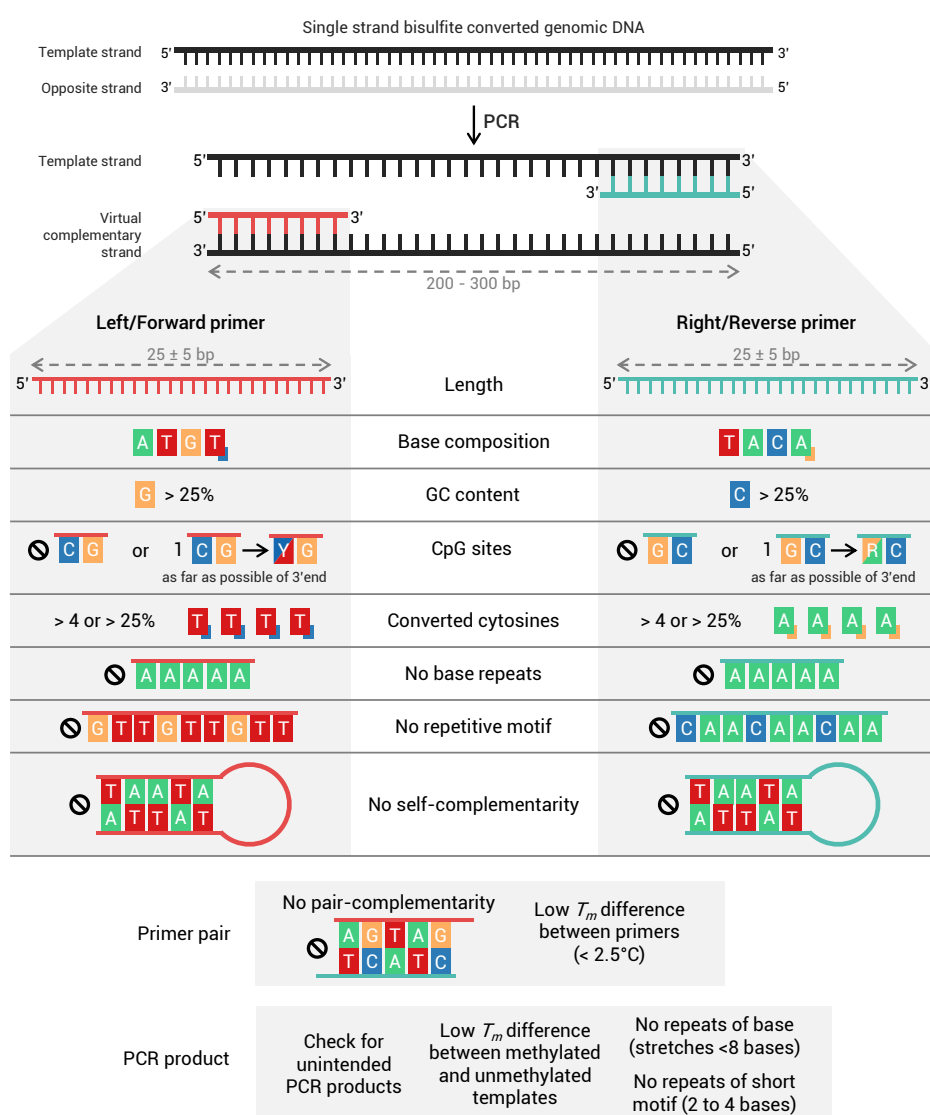 Single strand bisulfite converted genomic DNA
Template strand 5' 3'
Opposite strand 3' 5'
PCR
Template strand 5' 3'
3' 5'
Virtual
complementary
strand
5' 3'
3' 5'
200 - 300 bp
Left/Forward primer Right/Reverse primer
25 ± 5 bp 25 ± 5 bp
5' 3' Length 5' 3'
A T G T Base composition T A C A
G > 25% GC content C > 25%
C G or 1 C G Y G CpG sites G C or 1 G C R C
as far as possible of 3'end as far as possible of 3'end
> 4 or > 25% T T T T Converted cytosines > 4 or > 25% A A A A
A A A A A No base repeats A A A A A
G T T G T T G T T No repetitive motif C A A C A A C A A
T A A T A T A A T A
No self-complementarity
A T T A T A T T A T
Primer pair
No pair-complementarity
A G T A G
T C A T C
Low Tm difference
between primers
(< 2.5°C)
PCR product
Check for
unintended
PCR products
Low Tm difference
between methylated
and unmethylated
templates
No repeats of base
(stretches <8 bases)
No repeats of short
motif (2 to 4 bases)